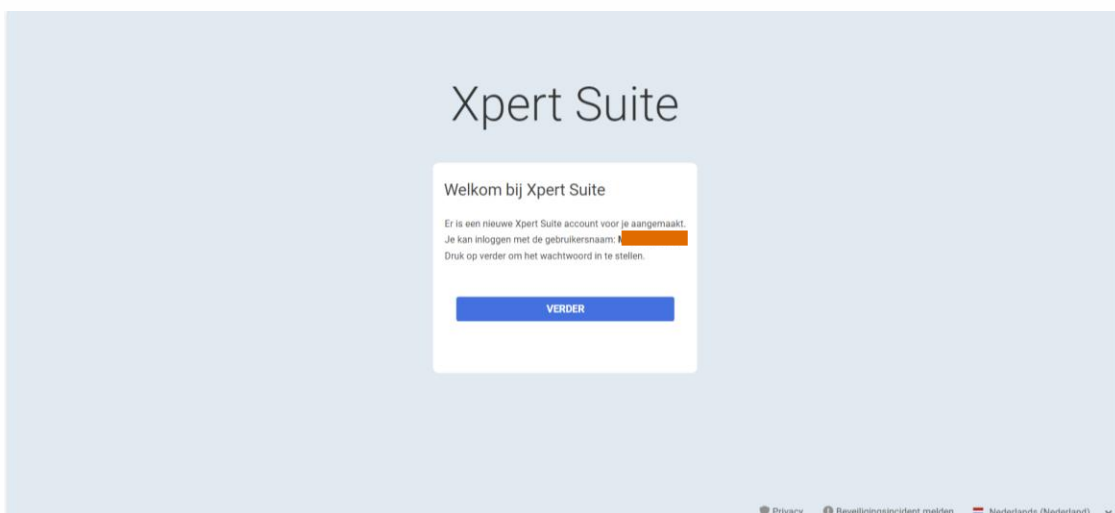 Xpert Suite
Welkom bij Xpert Suite
Er is een nieuwe Xpert Suite account voor je aangemaakt.
Je kan inloggen met de gebruikersnaam:
Druk op verder om het wachtwoord in te stellen.
VERDER
Privacy Beveiligingsincident melden Nederlands (Nederland)